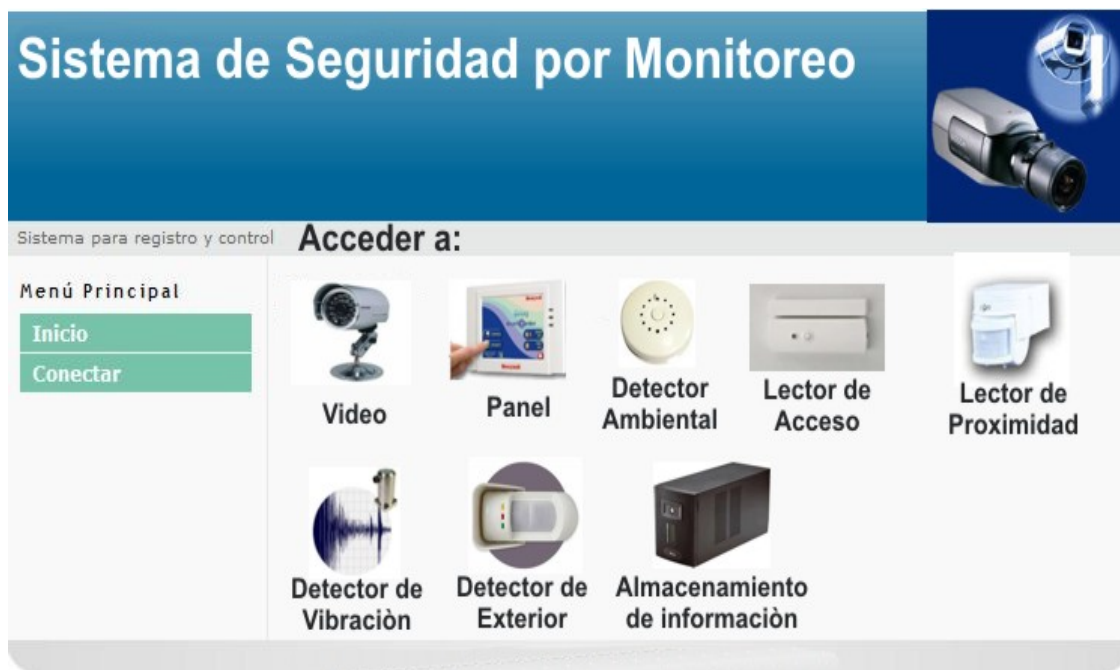 Sistema de Seguridad por Monitoreo
Sistema para registro y control
Acceder a:
Menú Principal
Inicio
Conectar
Video
Panel
Detector
Ambiental
Lector de
Acceso
Lector de
Proximidad
Detector de
Vibraciòn
Detector de
Exterior
Almacenamiento
de informaciòn